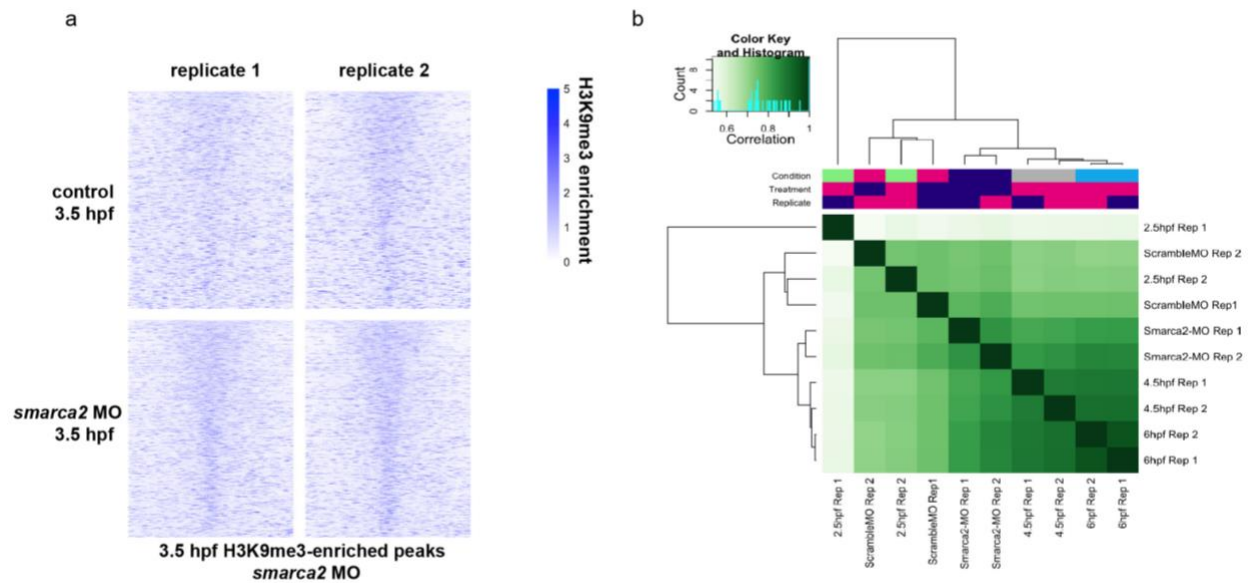 a
replicate 1
replicate 2
control
3.5 hpf
smarca2 MO
3.5 hpf
3.5 hpf H3K9me3-enriched peaks
smarca2 MO
5
4
3
2
1
0
H3K9me3 enrichment
b
Color Key
and Histogram
Count
0 4 8
0.6 0.8 1
Correlation
Condition
Treatment
Replicate
2.5hpf Rep 1
ScrambleMO Rep 2
2.5hpf Rep 2
ScrambleMO Rep1
Smarca2-MO Rep 1
Smarca2-MO Rep 2
4.5hpf Rep 1
4.5hpf Rep 2
6hpf Rep 2
6hpf Rep 1
2.5hpf Rep 1
ScrambleMO Rep 2
2.5hpf Rep 2
ScrambleMO Rep1
Smarca2-MO Rep 1
Smarca2-MO Rep 2
4.5hpf Rep 1
4.5hpf Rep 2
6hpf Rep 2
6hpf Rep 1